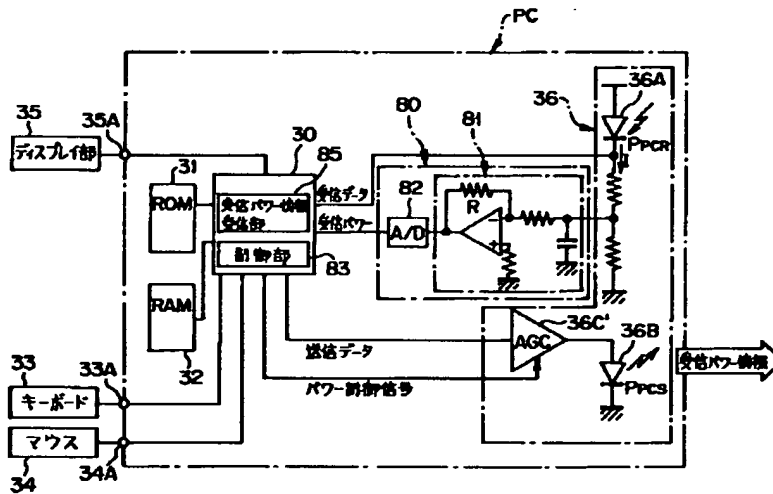 PC
36A
36
80
81
PPCR
35
35A
30
85
ディスプレイ部
31
受信データ
82
R
ROM
受信パワー情報
受信部
受信パワー
A/D
制御部
83
RAM
36C'
36B
送信データ
AGC
受信パワー情報
32
33
33A
PPCS
キーボード
パワー制御信号
マウス
34
34A